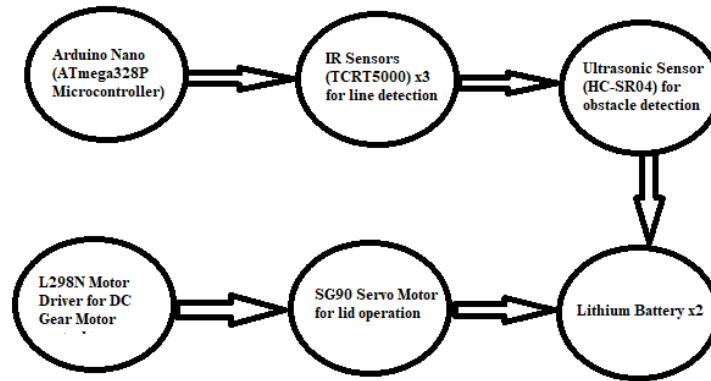 Arduino Nano
(ATmega328P
Microcontroller)
IR Sensors
(TCRT5000) x3
for line detection
Ultrasonic Sensor
(HC-SR04) for
obstacle detection
L298N Motor
Driver for DC
Gear Motor
SG90 Servo Motor
for lid operation
Lithium Battery x2